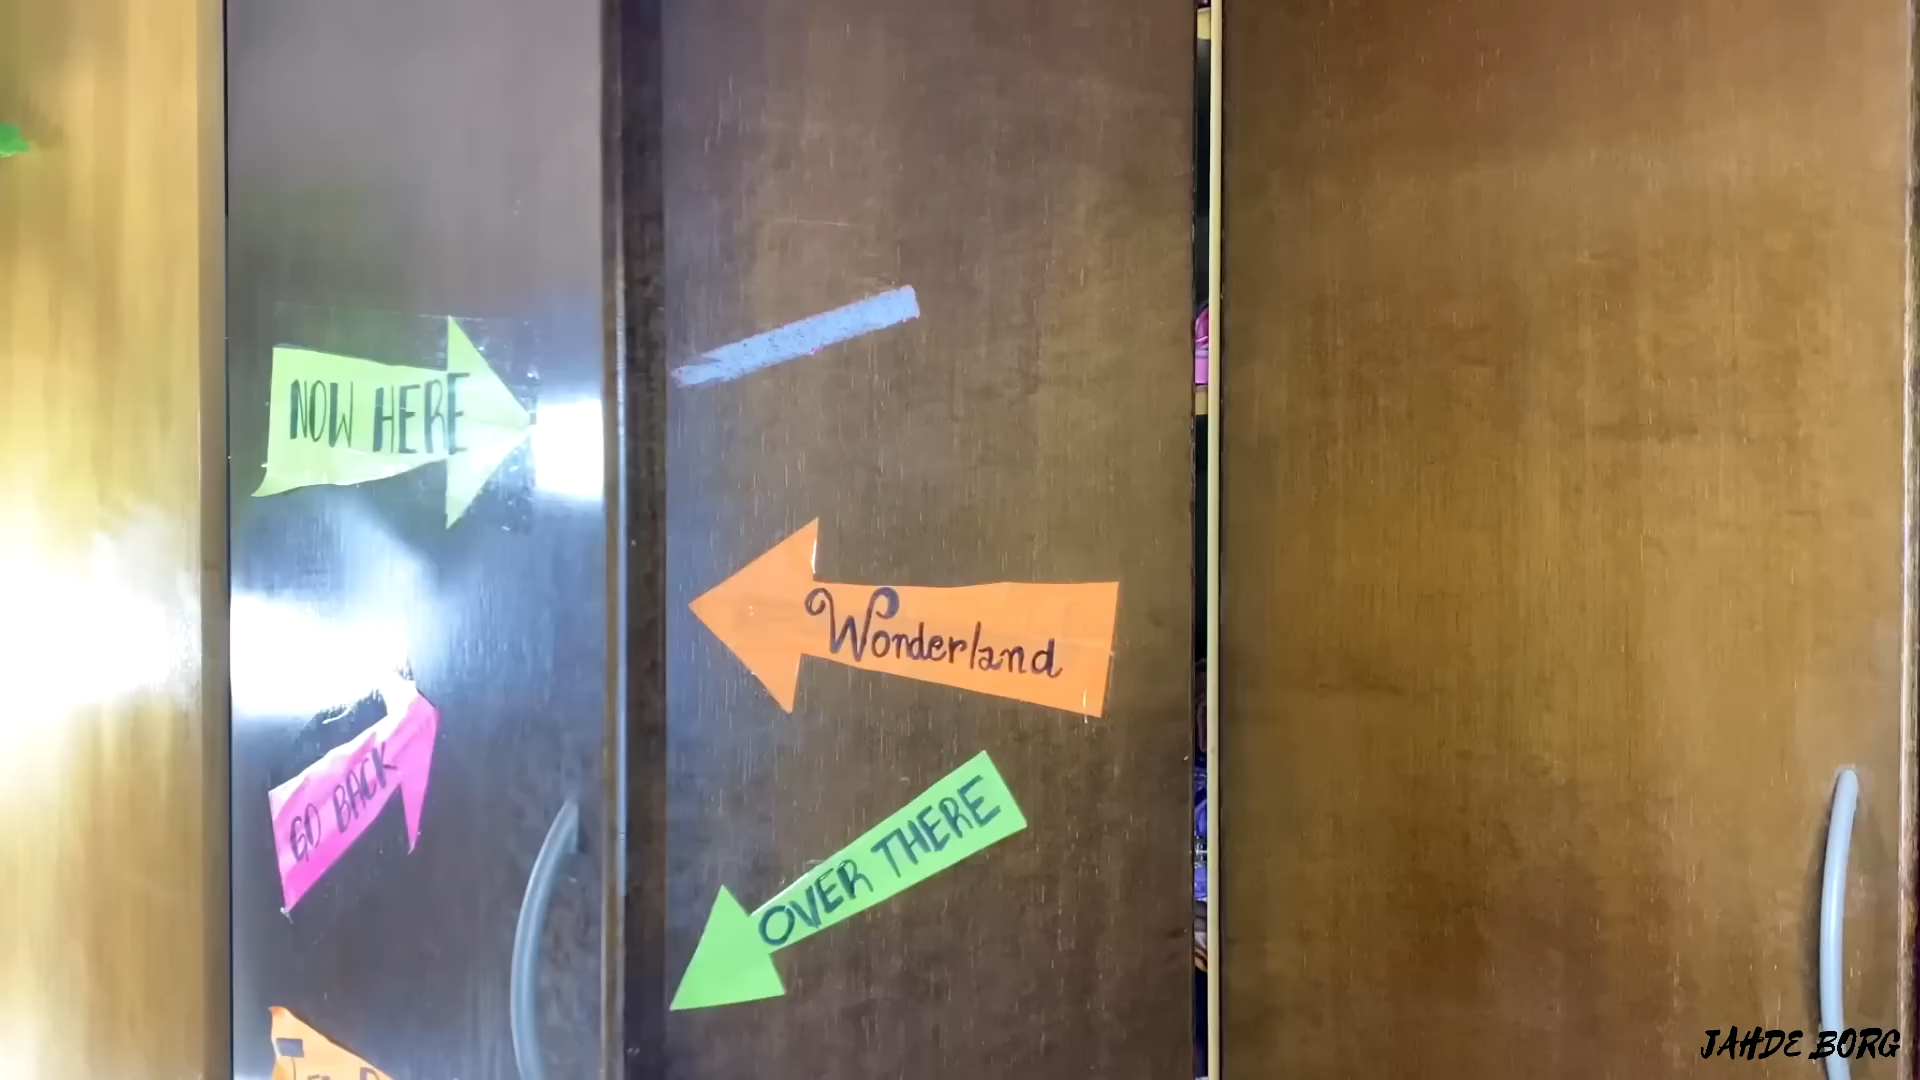 NOW HERE
Wonderland
GO BACK
OVER THERE
JAHDE BORG